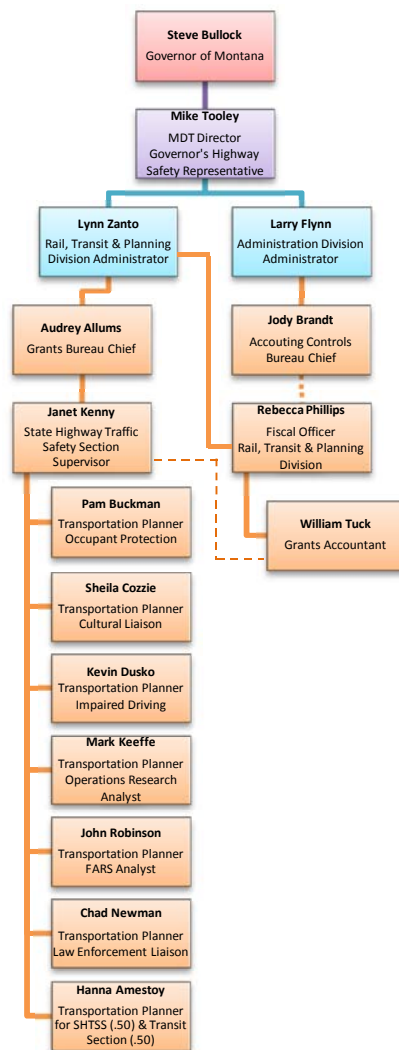 Steve Bullock
Governor of Montana
Mike Tooley
MDT Director
Governor's Highway
Safety Representative
Lynn Zanto
Rail, Transit & Planning
Division Administrator
Larry Flynn
Administration Division
Administrator
Audrey Allums
Grants Bureau Chief
Jody Brandt
Accouting Controls
Bureau Chief
Janet Kenny
State Highway Traffic
Safety Section
Supervisor
Rebecca Phillips
Fiscal Officer
Rail, Transit & Planning
Division
Pam Buckman
Transportation Planner
Occupant Protection
William Tuck
Grants Accountant
Sheila Cozzie
Transportation Planner
Cultural Liaison
Kevin Dusko
Transportation Planner
Impaired Driving
Mark Keeffe
Transportation Planner
Operations Research
Analyst
John Robinson
Transportation Planner
FARS Analyst
Chad Newman
Transportation Planner
Law Enforcement Liaison
Hanna Amestoy
Transportation Planner
for SHTSS (.50) & Transit
Section (.50)